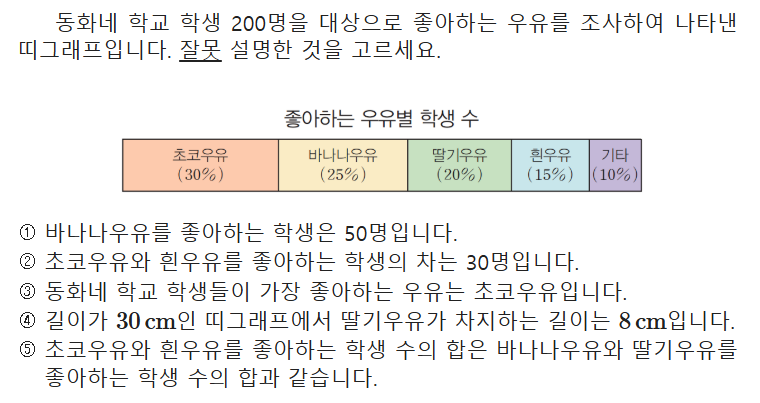 동화네 학교 학생 200명을 대상으로 좋아하는 우유를 조사하여 나타낸
띠그래프입니다. 잘못 설명한 것을 고르세요.
좋아하는 우유별 학생 수
초코우유 바나나우유 딸기우유 흰우유 기타
(30%) (25%) (20%) (15%) (10%)
① 바나나우유를 좋아하는 학생은 50명입니다.
② 초코우유와 흰우유를 좋아하는 학생의 차는 30명입니다.
③ 동화네 학교 학생들이 가장 좋아하는 우유는 초코우유입니다.
④ 길이가 30 cm인 띠그래프에서 딸기우유가 차지하는 길이는 8 cm입니다.
⑤ 초코우유와 흰우유를 좋아하는 학생 수의 합은 바나나우유와 딸기우유를
좋아하는 학생 수의 합과 같습니다.